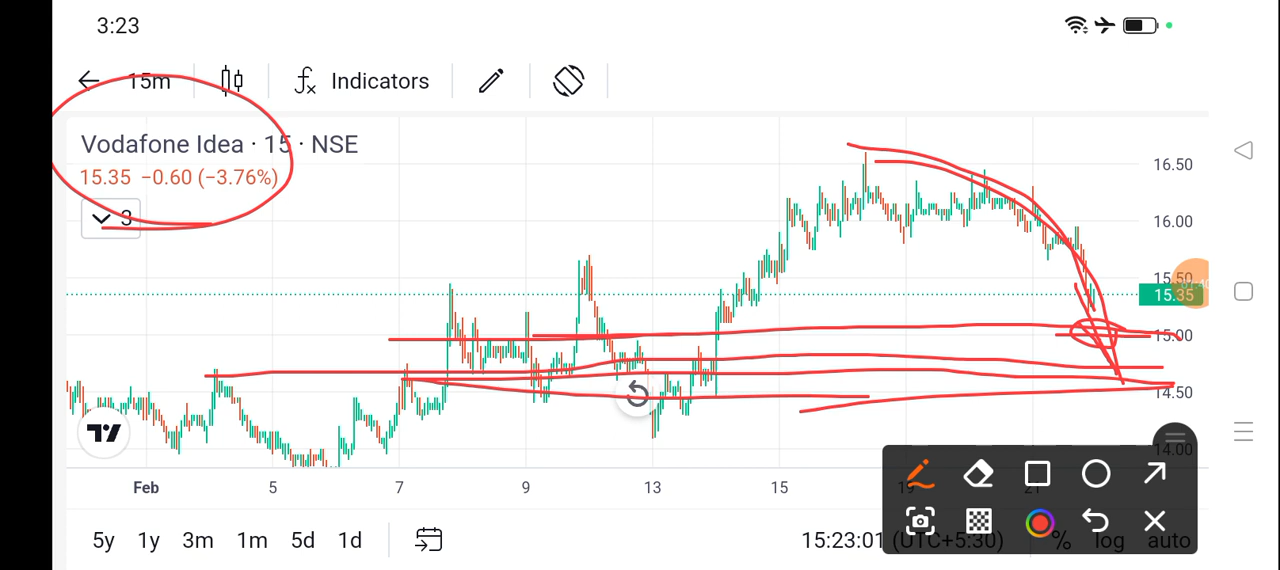 3:23
15m
Indicators
Vodafone Idea · 15 · NSE
15.35 −0.60 (−3.76%)
3
16.50
16.00
15.50
15.35
15.00
14.50
14.00
Feb 5 7 9 13 15 19 21
5y 1y 3m 1m 5d 1d
15:23:01 (UTC+5:30) % log auto